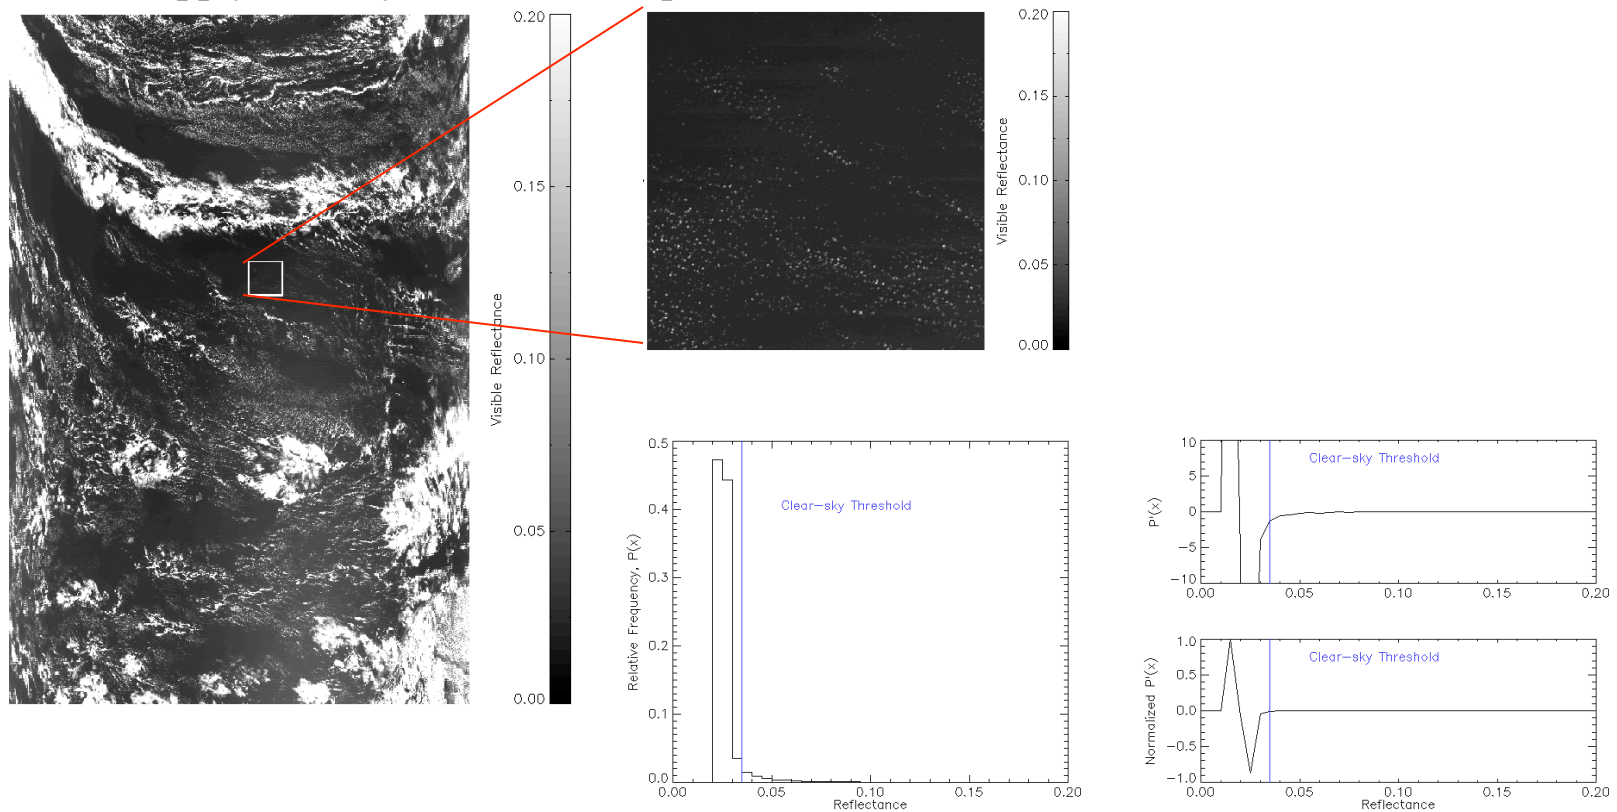 0.20
0.15
0.10
0.05
0.00
Visible Reflectance
0.20
0.15
0.10
0.05
0.00
Visible Reflectance
0.5
0.4
0.3
0.2
0.1
0.0
Relative Frequency, P(x)
Clear-sky Threshold
0.00 0.05 0.10 0.15 0.20
Reflectance
10
5
0
-5
-10
P'(x)
Clear-sky Threshold
0.00 0.05 0.10 0.15 0.20
1.0
0.5
0.0
-0.5
-1.0
Normalized P'(x)
Clear-sky Threshold
0.00 0.05 0.10 0.15 0.20
Reflectance